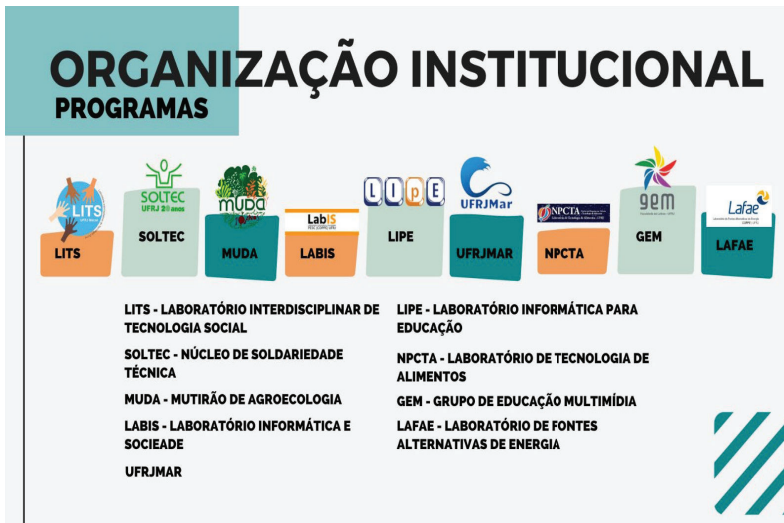 ORGANIZAÇÃO INSTITUCIONAL
PROGRAMAS
LITS
SOLTEC
UFRJ 20 anos
muda
LabIS
LIpE
UFRJMar
NPCTA
gem
Lafae
LITS
SOLTEC
MUDA
LABIS
LIPE
UFRJMAR
NPCTA
GEM
LAFAE
LITS - LABORATÓRIO INTERDISCIPLINAR DE
TECNOLOGIA SOCIAL
SOLTEC - NÚCLEO DE SOLDARIEDADE
TÉCNICA
MUDA - MUTIRÃO DE AGROECOLOGIA
LABIS - LABORATÓRIO INFORMÁTICA E
SOCIEADE
UFRJMAR
LIPE - LABORATÓRIO INFORMÁTICA PARA
EDUCAÇÃO
NPCTA - LABORATÓRIO DE TECNOLOGIA DE
ALIMENTOS
GEM - GRUPO DE EDUCAÇÃO MULTIMÍDIA
LAFAE - LABORATÓRIO DE FONTES
ALTERNATIVAS DE ENERGIA